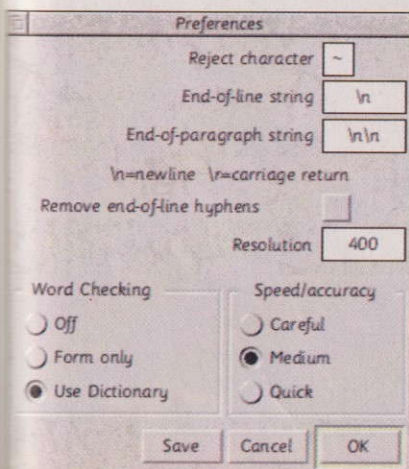 Preferences
Reject character ~
End-of-line string \n
End-of-paragraph string \n\n
\n=newline \r=carriage return
Remove end-of-line hyphens
Resolution 400
Word Checking
Off
Form only
Use Dictionary
Speed/accuracy
Careful
Medium
Quick
Save Cancel OK